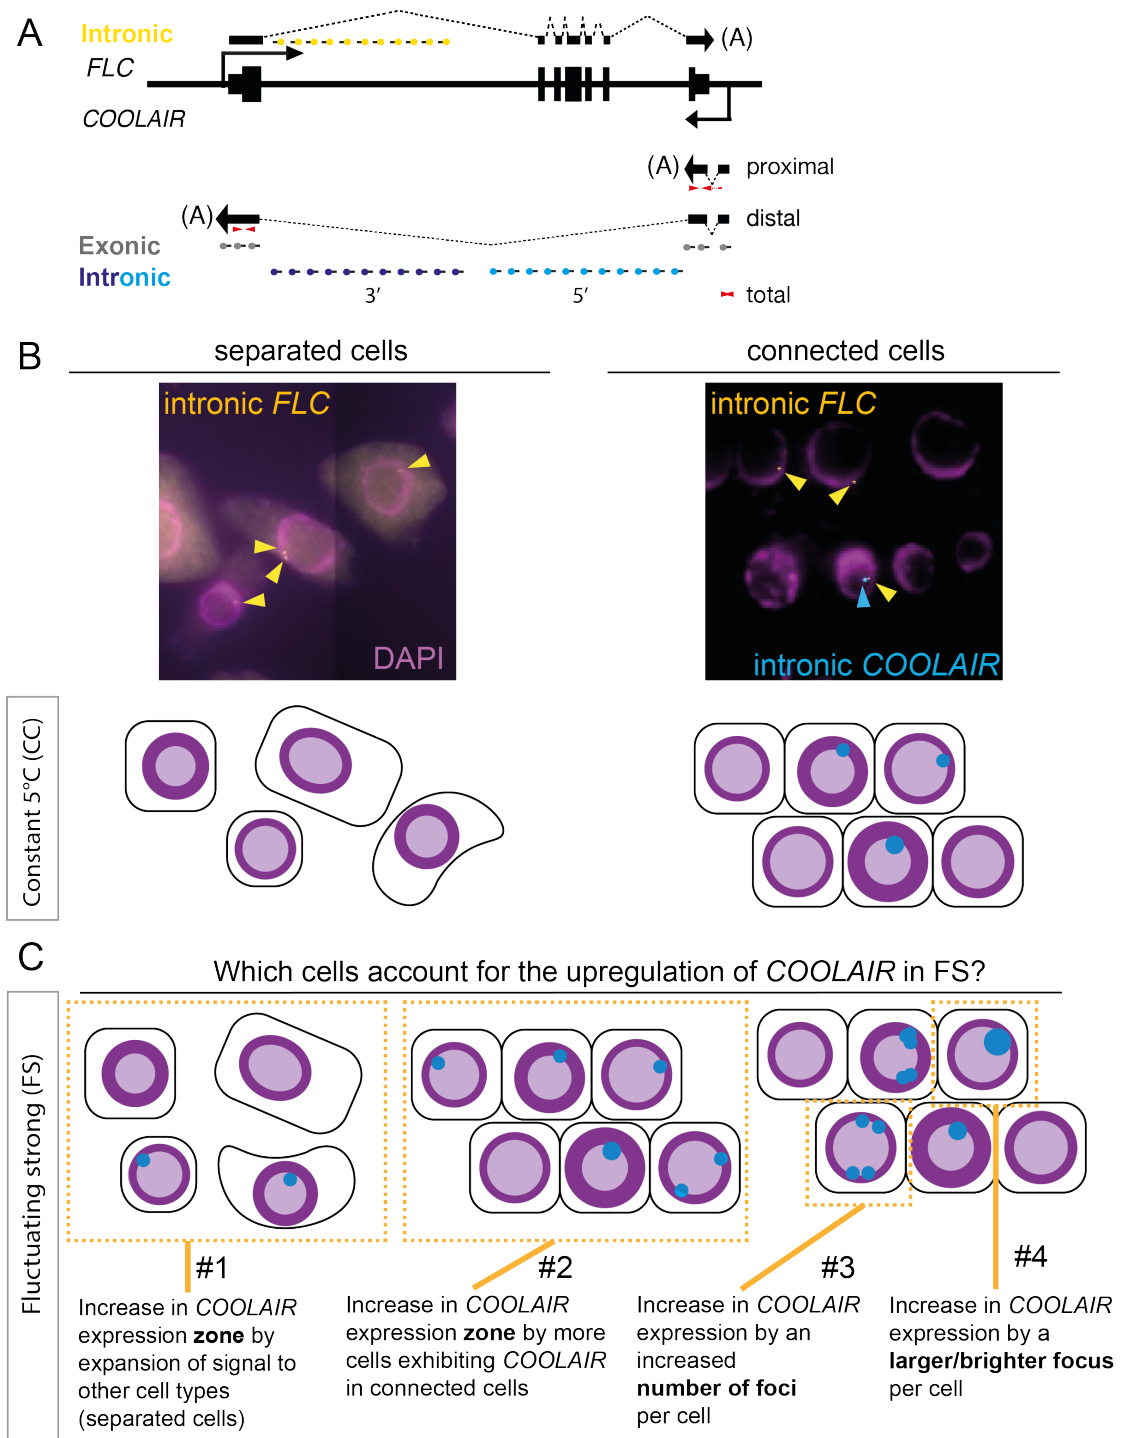 A
Intronic
(A)
FLC
COOLAIR
(A)
proximal
(A)
distal
Exonic
Intronic
3′
5′
total
B
separated cells
connected cells
intronic FLC
intronic FLC
DAPI
intronic COOLAIR
Constant 5°C (CC)
C
Which cells account for the upregulation of COOLAIR in FS?
Fluctuating strong (FS)
#1
Increase in COOLAIR
expression zone by
expansion of signal to
other cell types
(separated cells)
#2
Increase in COOLAIR
expression zone by more
cells exhibiting COOLAIR
in connected cells
#3
Increase in COOLAIR
expression by an
increased
number of foci
per cell
#4
Increase in COOLAIR
expression by a
larger/brighter focus
per cell